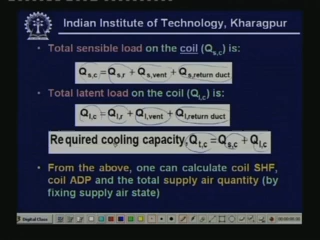 Indian Institute of Technology, Kharagpur
• Total sensible load on the coil (Qs,c) is:
Qs,c = Qs,r + Qs,vent + Qs,return duct
• Total latent load on the coil (Ql,c) is:
Ql,c = Ql,r + Ql,vent + Ql,return duct
Required cooling capacity, Qt,c = Qs,c + Ql,c
• From the above, one can calculate coil SHF,
coil ADP and the total supply air quantity (by
fixing supply air state)